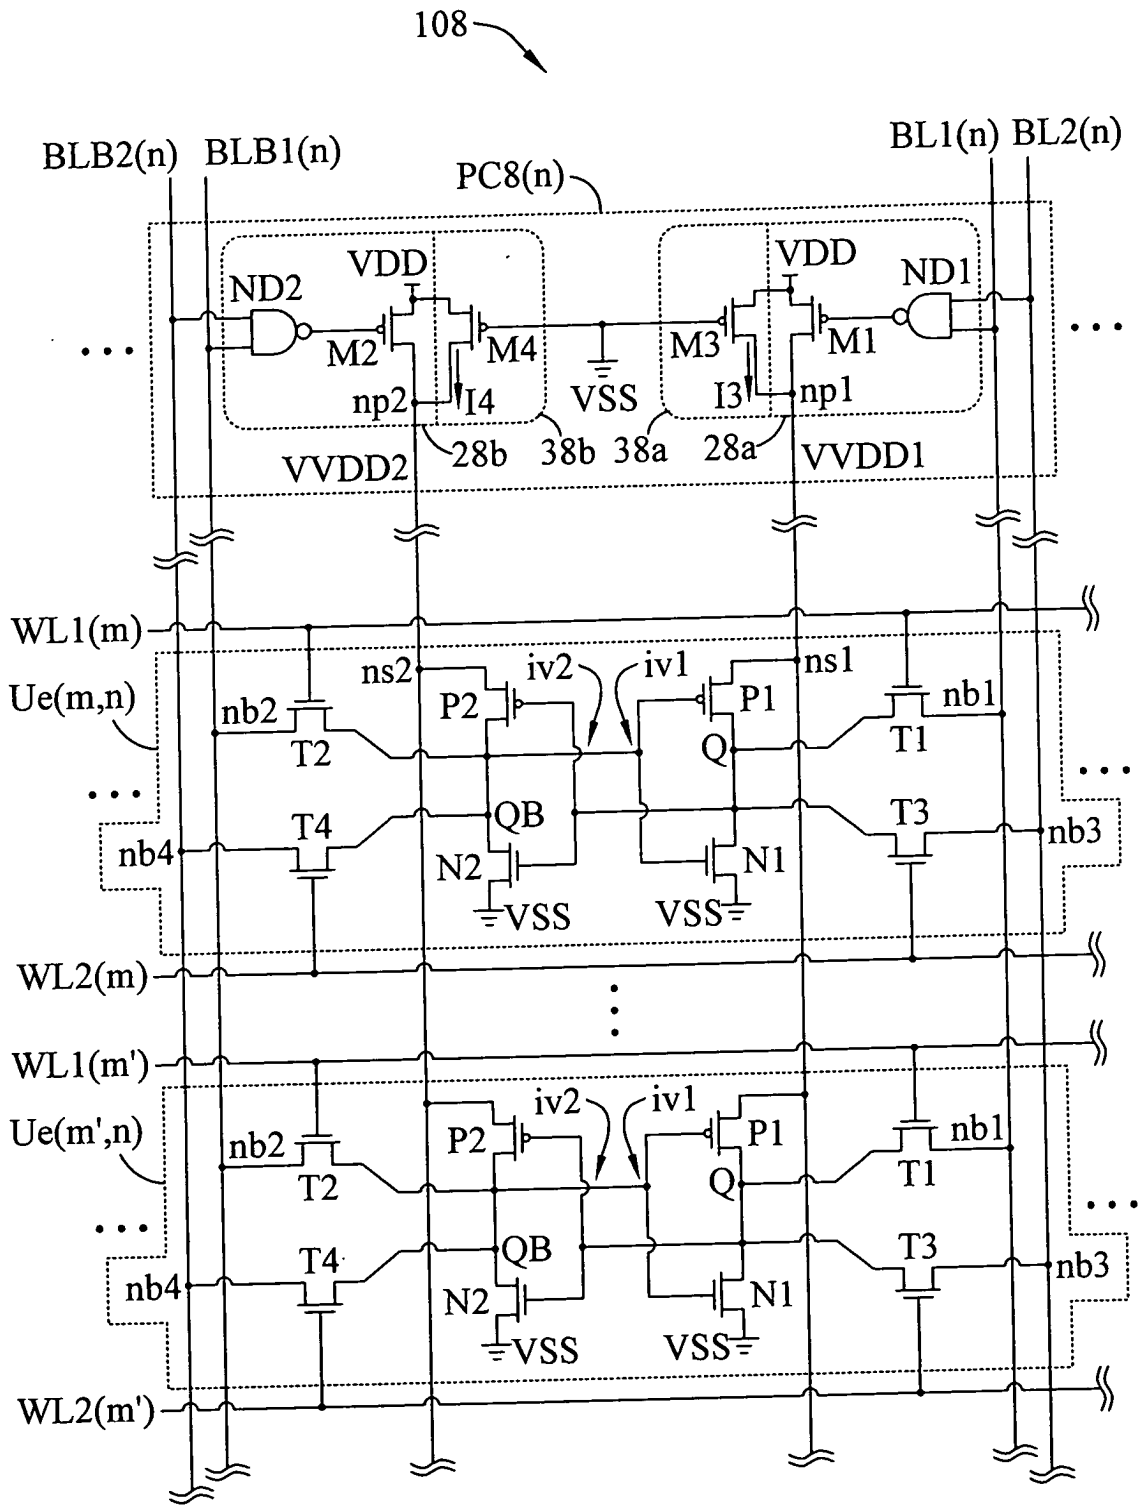 108
BLB2(n) BLB1(n) BL1(n) BL2(n)
PC8(n)
VDD VDD
ND2 ND1
M2 M4 M3 M1
VSS
np2 I4 I3 np1
28b 38b 38a 28a
VVDD2 VVDD1
WL1(m)
ns2 iv2 iv1 ns1
Ue(m,n)
nb2 P2 P1 nb1
T2 Q T1
T4 QB T3
nb4 N2 N1 nb3
VSS VSS
WL2(m)
WL1(m')
iv2 iv1
Ue(m',n)
nb2 P2 P1 nb1
T2 Q T1
T4 QB T3
nb4 N2 N1 nb3
VSS VSS
WL2(m')